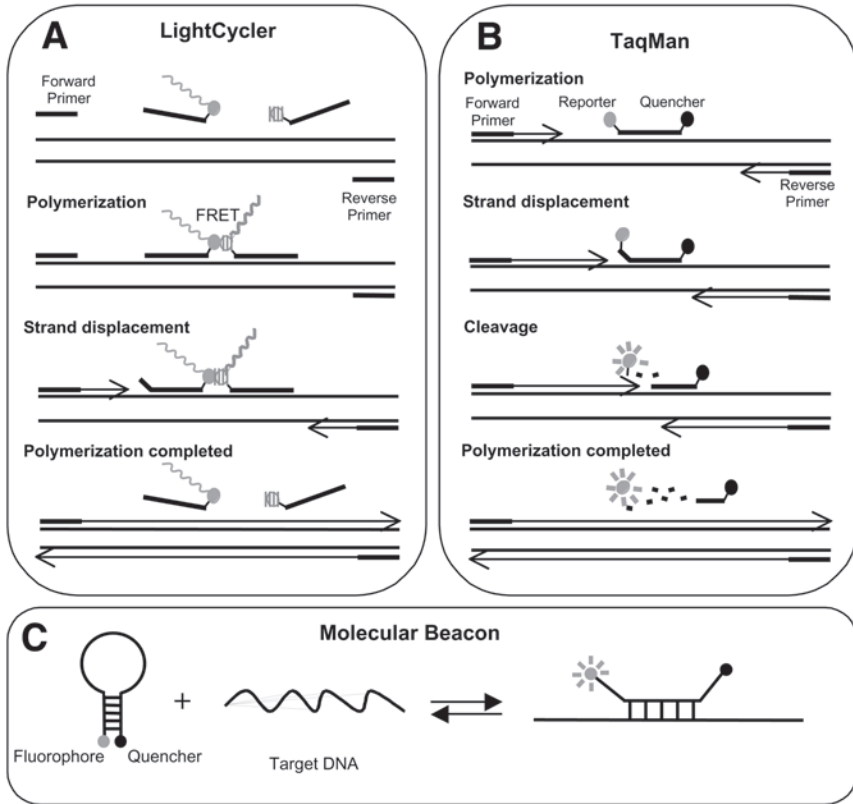 A
LightCycler
Forward
Primer
Reverse
Primer
Polymerization
FRET
Strand displacement
Polymerization completed
B
TaqMan
Polymerization
Forward
Primer
Reporter
Quencher
Reverse
Primer
Strand displacement
Cleavage
Polymerization completed
C
Molecular Beacon
+
Fluorophore
Quencher
Target DNA